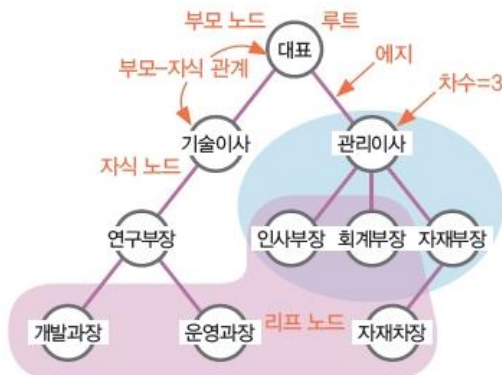 부모 노드
루트
대표
에지
부모-자식 관계
차수=3
기술이사
관리이사
자식 노드
연구부장
인사부장
회계부장
자재부장
개발과장
운영과장
리프 노드
자재차장